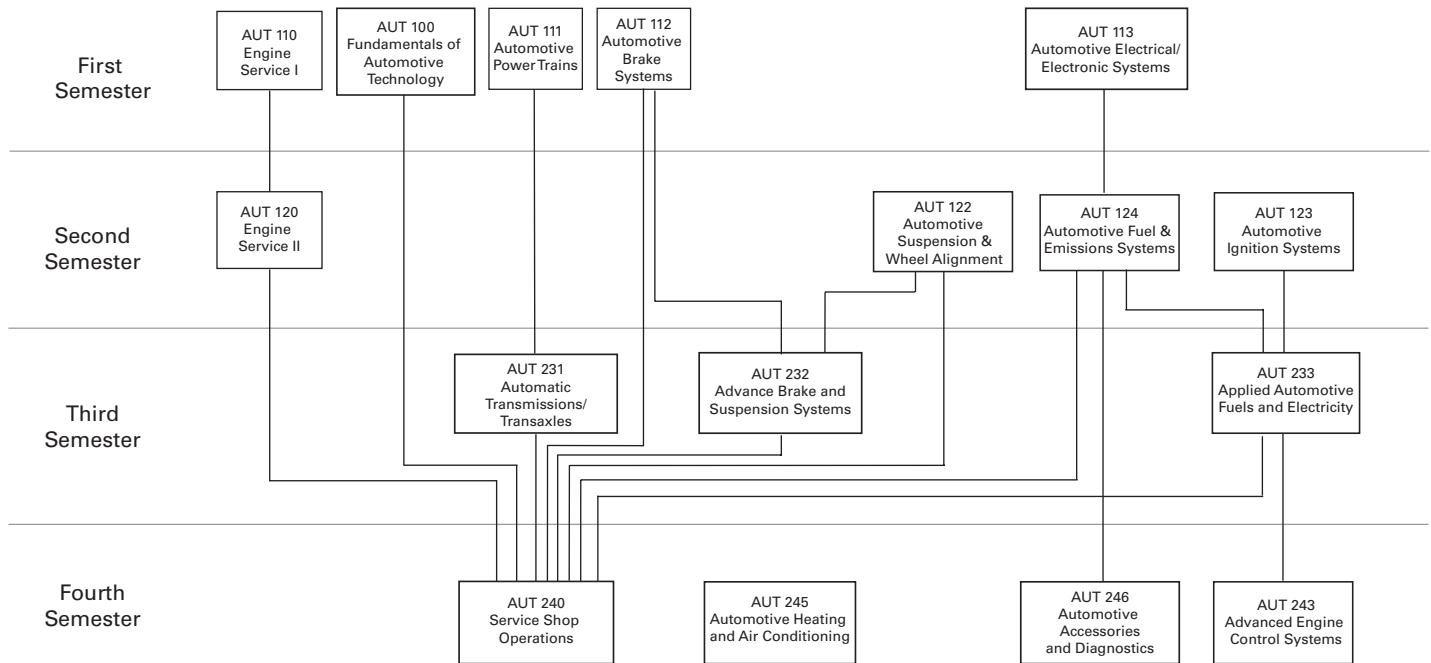 First
Semester
AUT 110
Engine
Service I
AUT 100
Fundamentals of
Automotive
Technology
AUT 111
Automotive
Power Trains
AUT 112
Automotive
Brake
Systems
AUT 113
Automotive Electrical/
Electronic Systems
Second
Semester
AUT 120
Engine
Service II
AUT 122
Automotive
Suspension &
Wheel Alignment
AUT 124
Automotive Fuel &
Emissions Systems
AUT 123
Automotive
Ignition Systems
Third
Semester
AUT 231
Automatic
Transmissions/
Transaxles
AUT 232
Advance Brake and
Suspension Systems
AUT 233
Applied Automotive
Fuels and Electricity
Fourth
Semester
AUT 240
Service Shop
Operations
AUT 245
Automotive Heating
and Air Conditioning
AUT 246
Automotive
Accessories
and Diagnostics
AUT 243
Advanced Engine
Control Systems